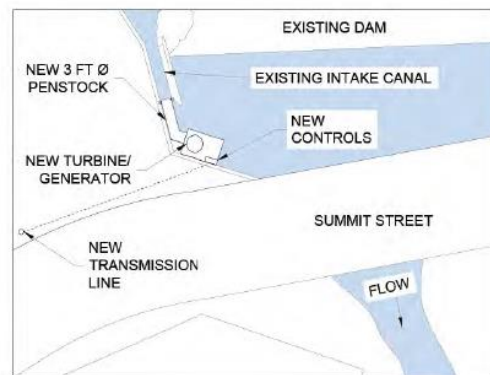 EXISTING DAM
NEW 3 FT Ø
PENSTOCK
EXISTING INTAKE CANAL
NEW
CONTROLS
NEW TURBINE/
GENERATOR
SUMMIT STREET
NEW
TRANSMISSION
LINE
FLOW